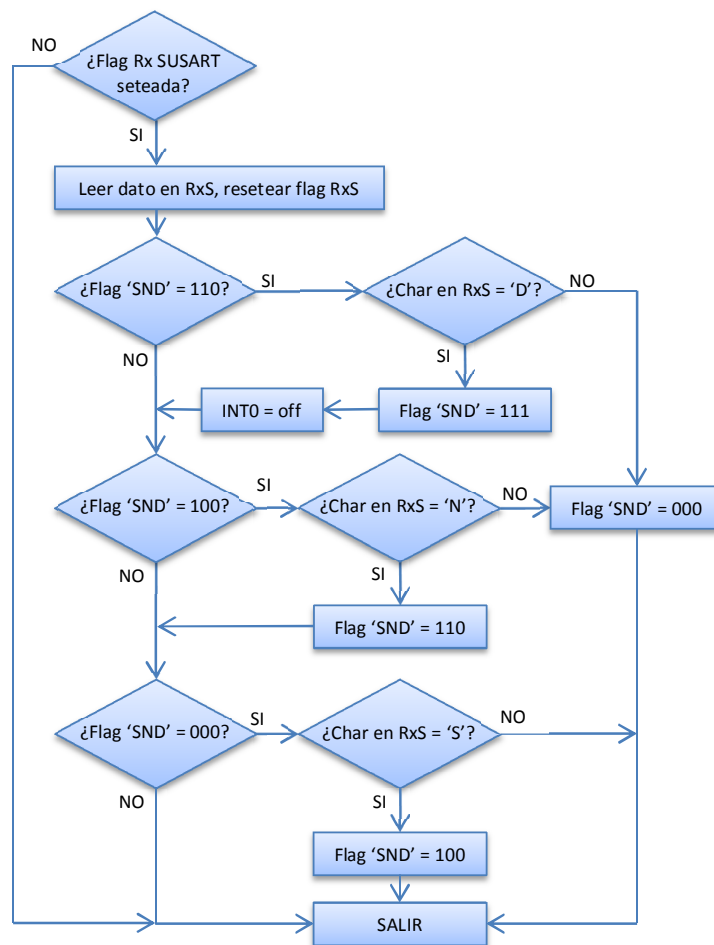 NO
¿Flag Rx SUSART
seteada?
SI
Leer dato en RxS, resetear flag RxS
¿Flag ‘SND’ = 110?
SI
¿Char en RxS = ‘D’?
NO
NO
SI
INT0 = off
Flag ‘SND’ = 111
¿Flag ‘SND’ = 100?
SI
¿Char en RxS = ‘N’?
NO
Flag ‘SND’ = 000
NO
SI
Flag ‘SND’ = 110
¿Flag ‘SND’ = 000?
SI
¿Char en RxS = ‘S’?
NO
NO
SI
Flag ‘SND’ = 100
SALIR